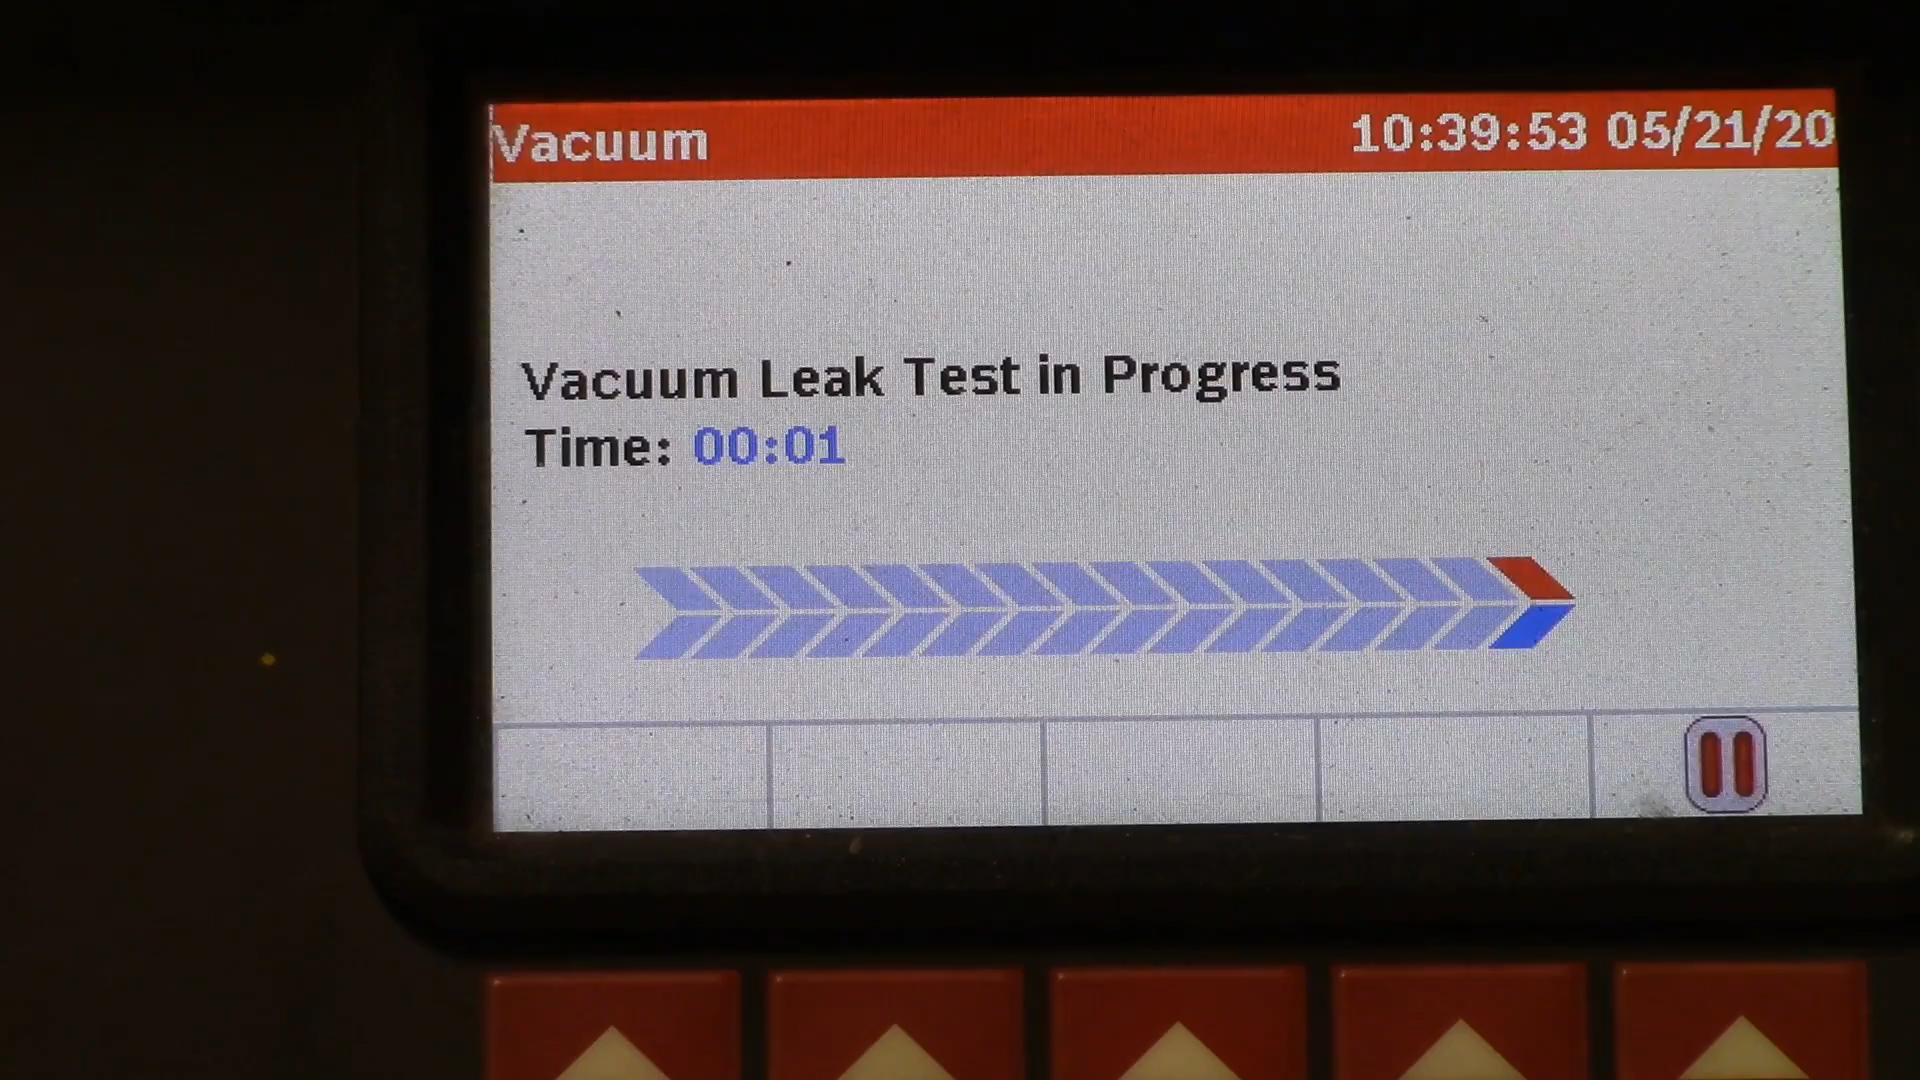 Vacuum 10:39:53 05/21/20
Vacuum Leak Test in Progress
Time: 00:01